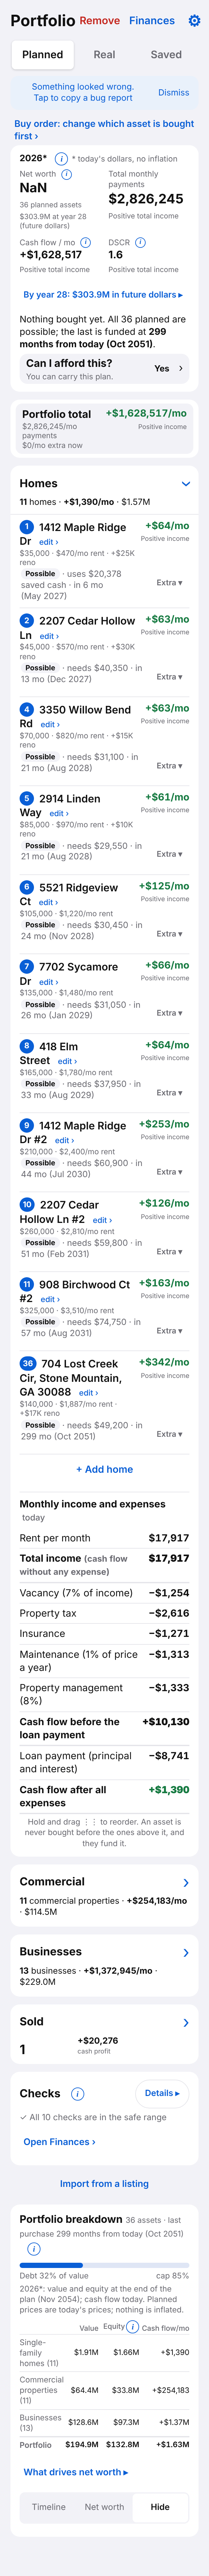 Portfolio Remove Finances
Planned Real Saved
Something looked wrong.
Tap to copy a bug report Dismiss
Buy order: change which asset is bought
first ›
2026* i * today's dollars, no inflation
Net worth i
NaN
36 planned assets
$303.9M at year 28
(future dollars)
Total monthly
payments
$2,826,245
Positive total income
Cash flow / mo i
+$1,628,517
Positive total income
DSCR i
1.6
Positive total income
By year 28: $303.9M in future dollars ▸
Nothing bought yet. All 36 planned are
possible; the last is funded at 299
months from today (Oct 2051).
Can I afford this? Yes ›
You can carry this plan.
Portfolio total +$1,628,517/mo
$2,826,245/mo Positive income
payments
$0/mo extra now
Homes
11 homes · +$1,390/mo · $1.57M
1 1412 Maple Ridge +$64/mo
Dr edit › Positive income
$35,000 · $470/mo rent · +$25K
reno
Possible · uses $20,378
saved cash · in 6 mo Extra ▾
(May 2027)
2 2207 Cedar Hollow +$63/mo
Ln edit › Positive income
$45,000 · $570/mo rent · +$30K
reno
Possible · needs $40,350 · in
13 mo (Dec 2027) Extra ▾
4 3350 Willow Bend +$63/mo
Rd edit › Positive income
$70,000 · $820/mo rent · +$15K
reno
Possible · needs $31,100 · in
21 mo (Aug 2028) Extra ▾
5 2914 Linden +$61/mo
Way edit › Positive income
$85,000 · $970/mo rent · +$10K
reno
Possible · needs $29,550 · in
21 mo (Aug 2028) Extra ▾
6 5521 Ridgeview +$125/mo
Ct edit › Positive income
$105,000 · $1,220/mo rent
Possible · needs $30,450 · in
24 mo (Nov 2028) Extra ▾
7 7702 Sycamore +$66/mo
Dr edit › Positive income
$135,000 · $1,480/mo rent
Possible · needs $31,050 · in
26 mo (Jan 2029) Extra ▾
8 418 Elm +$64/mo
Street edit › Positive income
$165,000 · $1,780/mo rent
Possible · needs $37,950 · in
33 mo (Aug 2029) Extra ▾
9 1412 Maple Ridge +$253/mo
Dr #2 edit › Positive income
$210,000 · $2,400/mo rent
Possible · needs $60,900 · in
44 mo (Jul 2030) Extra ▾
10 2207 Cedar +$126/mo
Hollow Ln #2 edit › Positive income
$260,000 · $2,810/mo rent
Possible · needs $59,800 · in
51 mo (Feb 2031) Extra ▾
11 908 Birchwood Ct +$163/mo
#2 edit › Positive income
$325,000 · $3,510/mo rent
Possible · needs $74,750 · in
57 mo (Aug 2031) Extra ▾
36 704 Lost Creek +$342/mo
Cir, Stone Mountain, Positive income
GA 30088 edit ›
$140,000 · $1,887/mo rent ·
+$17K reno
Possible · needs $49,200 · in
299 mo (Oct 2051) Extra ▾
+ Add home
Monthly income and expenses
today
Rent per month $17,917
Total income (cash flow $17,917
without any expense)
Vacancy (7% of income) −$1,254
Property tax −$2,616
Insurance −$1,271
Maintenance (1% of price −$1,313
a year)
Property management −$1,333
(8%)
Cash flow before the +$10,130
loan payment
Loan payment (principal −$8,741
and interest)
Cash flow after all +$1,390
expenses
Hold and drag ⋮⋮ to reorder. An asset is
never bought before the ones above it, and
they fund it.
Commercial ›
11 commercial properties · +$254,183/mo
· $114.5M
Businesses ›
13 businesses · +$1,372,945/mo ·
$229.0M
Sold ›
1 +$20,276
cash profit
Checks i Details ▸
✓ All 10 checks are in the safe range
Open Finances ›
Import from a listing
Portfolio breakdown 36 assets · last
purchase 299 months from today (Oct 2051)
i
Debt 32% of value cap 85%
2026*: value and equity at the end of the
plan (Nov 2054); cash flow today. Planned
prices are today's prices; nothing is inflated.
Value Equity i Cash flow/mo
Single-
family $1.91M $1.66M +$1,390
homes (11)
Commercial
properties $64.4M $33.8M +$254,183
(11)
Businesses $128.6M $97.3M +$1.37M
(13)
Portfolio $194.9M $132.8M +$1.63M
What drives net worth ▸
Timeline Net worth Hide